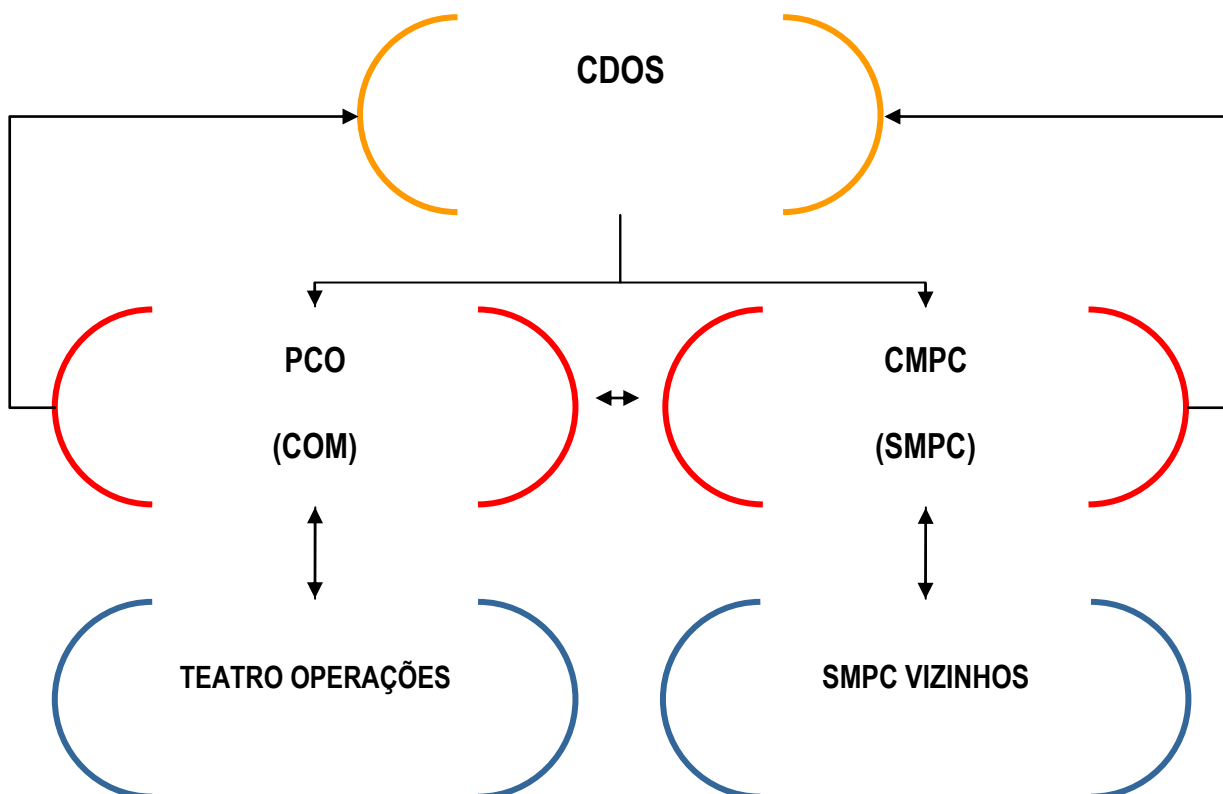 CDOS
PCO
(COM)
CMPC
(SMPC)
TEATRO OPERAÇÕES
SMPC VIZINHOS